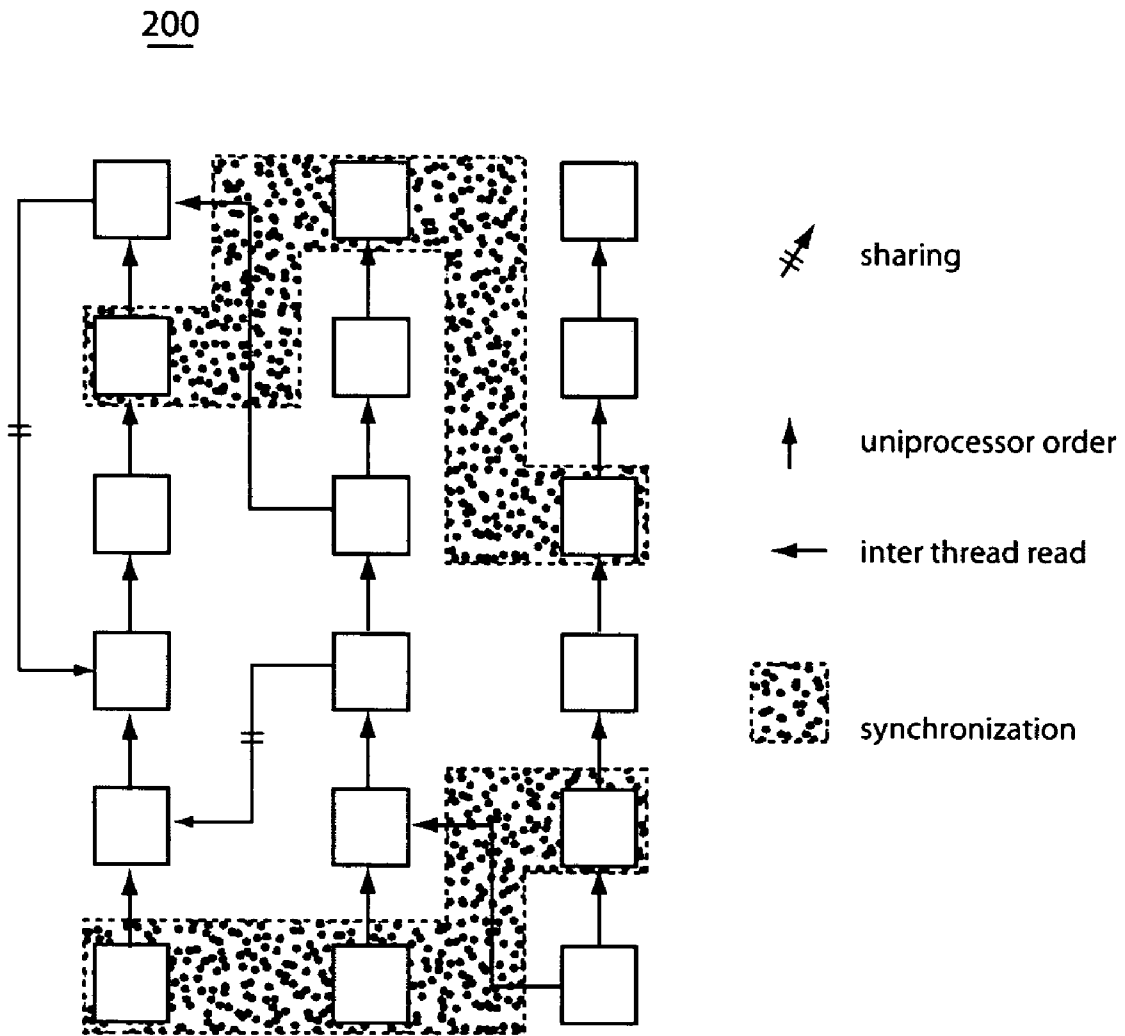 200
sharing
uniprocessor order
inter thread read
synchronization